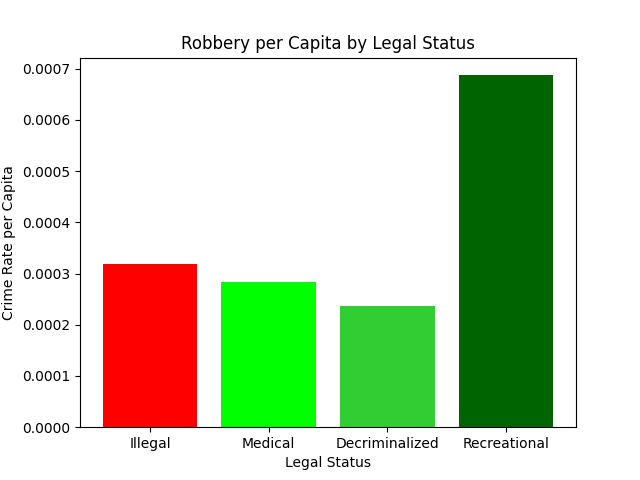 Robbery per Capita by Legal Status
Crime Rate per Capita
0.0007
0.0006
0.0005
0.0004
0.0003
0.0002
0.0001
0.0000
Illegal Medical Decriminalized Recreational
Legal Status